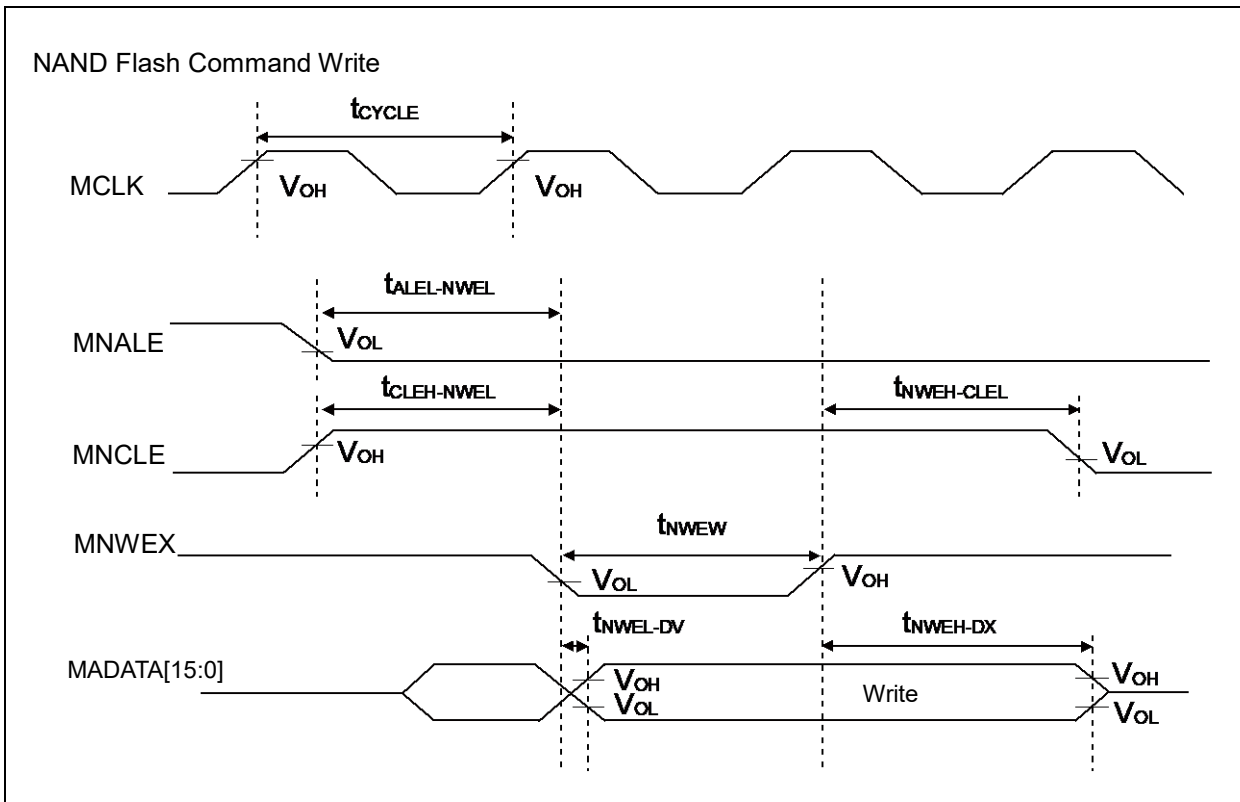 NAND Flash Command Write
tCYCLE
MCLK
VOH
VOH
tALEL-NWEL
MNALE
VOL
tCLEH-NWEL
tNWEH-CLEL
MNCLE
VOH
VOL
tNWEW
MNWEX
VOL
VOH
tNWEL-DV
tNWEH-DX
MADATA[15:0]
VOH
VOH
Write
VOL
VOL